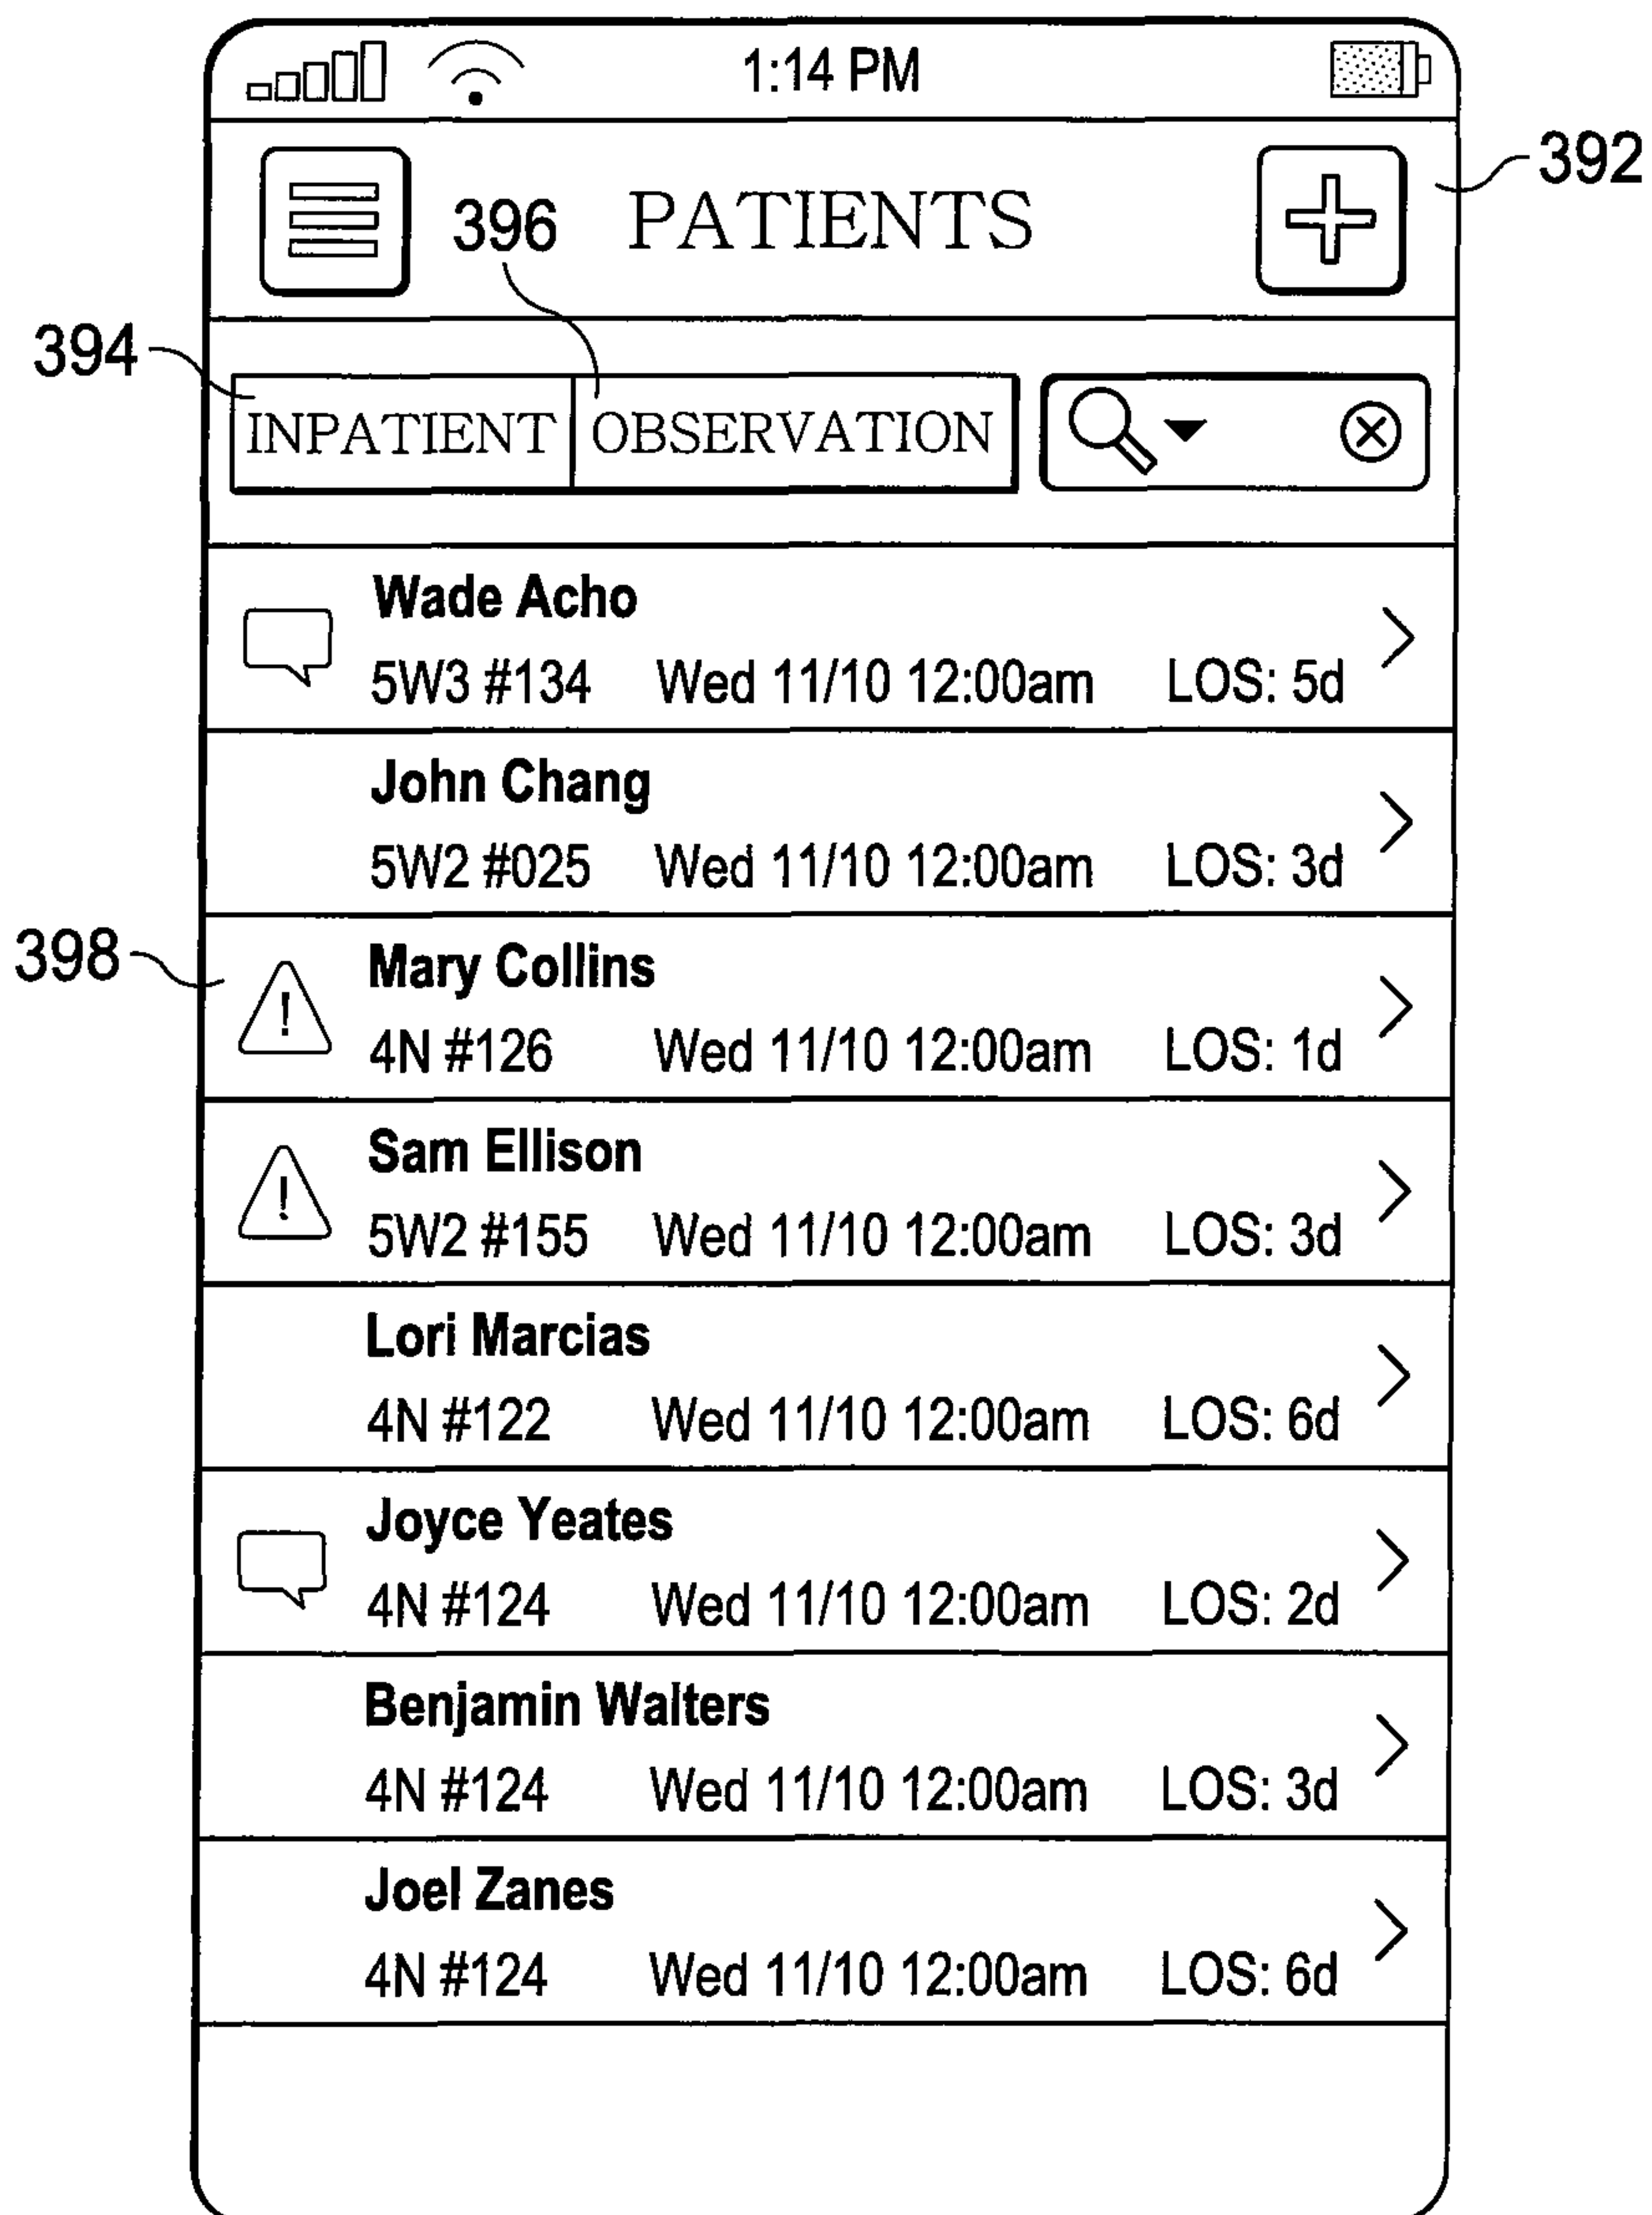 1:14 PM
392
396 PATIENTS
394
INPATIENT OBSERVATION
Wade Acho
5W3 #134 Wed 11/10 12:00am LOS: 5d
John Chang
5W2 #025 Wed 11/10 12:00am LOS: 3d
398
Mary Collins
4N #126 Wed 11/10 12:00am LOS: 1d
Sam Ellison
5W2 #155 Wed 11/10 12:00am LOS: 3d
Lori Marcias
4N #122 Wed 11/10 12:00am LOS: 6d
Joyce Yeates
4N #124 Wed 11/10 12:00am LOS: 2d
Benjamin Walters
4N #124 Wed 11/10 12:00am LOS: 3d
Joel Zanes
4N #124 Wed 11/10 12:00am LOS: 6d